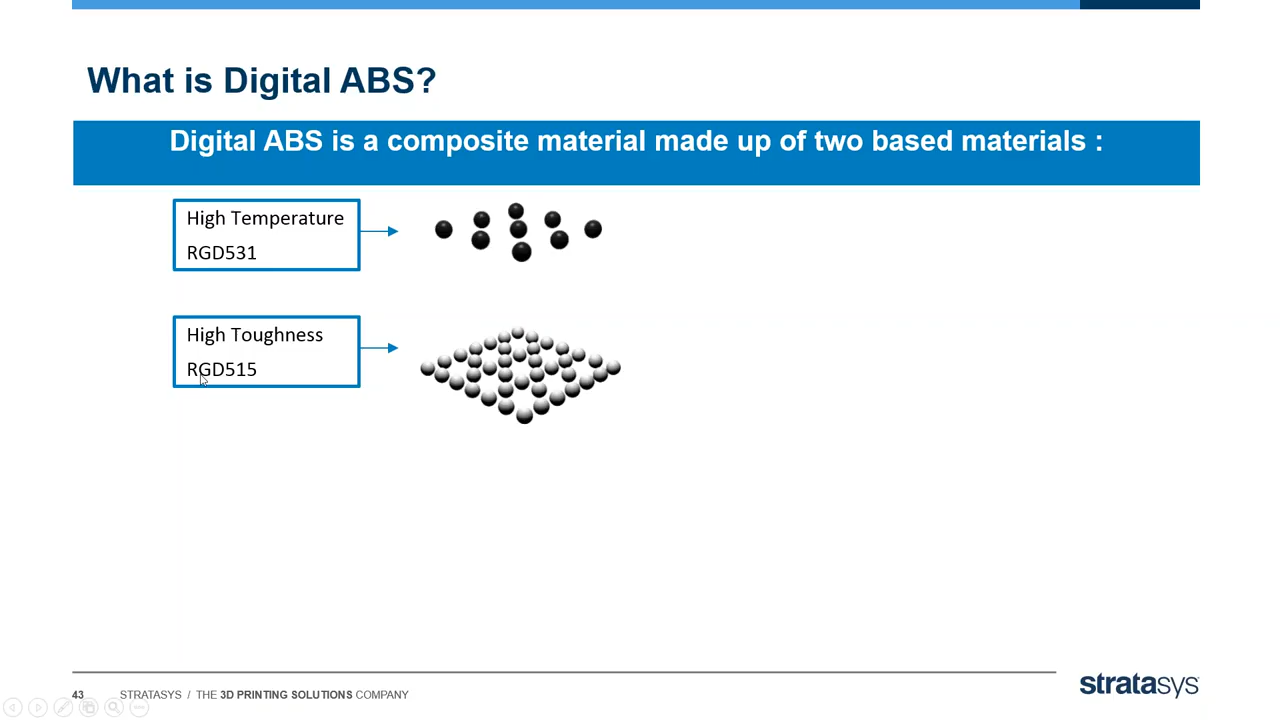 What is Digital ABS?
Digital ABS is a composite material made up of two based materials :
High Temperature
RGD531
High Toughness
RGD515
43 STRATASYS / THE 3D PRINTING SOLUTIONS COMPANY
stratasys